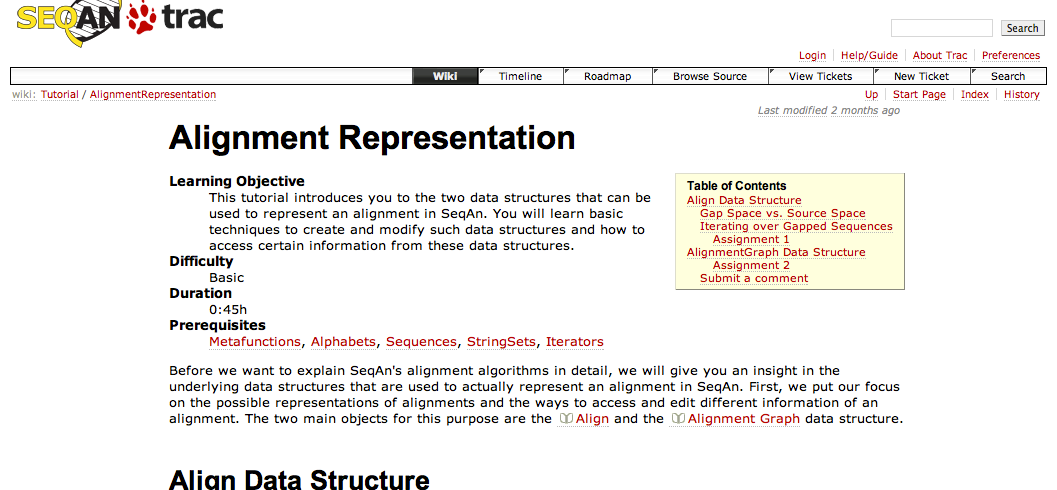 SEQAN trac
Search
Login Help/Guide About Trac Preferences
Wiki Timeline Roadmap Browse Source View Tickets New Ticket Search
wiki: Tutorial / AlignmentRepresentation
Up Start Page Index History
Last modified 2 months ago
Alignment Representation
Learning Objective
This tutorial introduces you to the two data structures that can be
used to represent an alignment in SeqAn. You will learn basic
techniques to create and modify such data structures and how to
access certain information from these data structures.
Difficulty
Basic
Duration
0:45h
Prerequisites
Metafunctions, Alphabets, Sequences, StringSets, Iterators
Table of Contents
Align Data Structure
Gap Space vs. Source Space
Iterating over Gapped Sequences
Assignment 1
AlignmentGraph Data Structure
Assignment 2
Submit a comment
Before we want to explain SeqAn's alignment algorithms in detail, we will give you an insight in the
underlying data structures that are used to actually represent an alignment in SeqAn. First, we put our focus
on the possible representations of alignments and the ways to access and edit different information of an
alignment. The two main objects for this purpose are the Align and the Alignment Graph data structure.
Align Data Structure